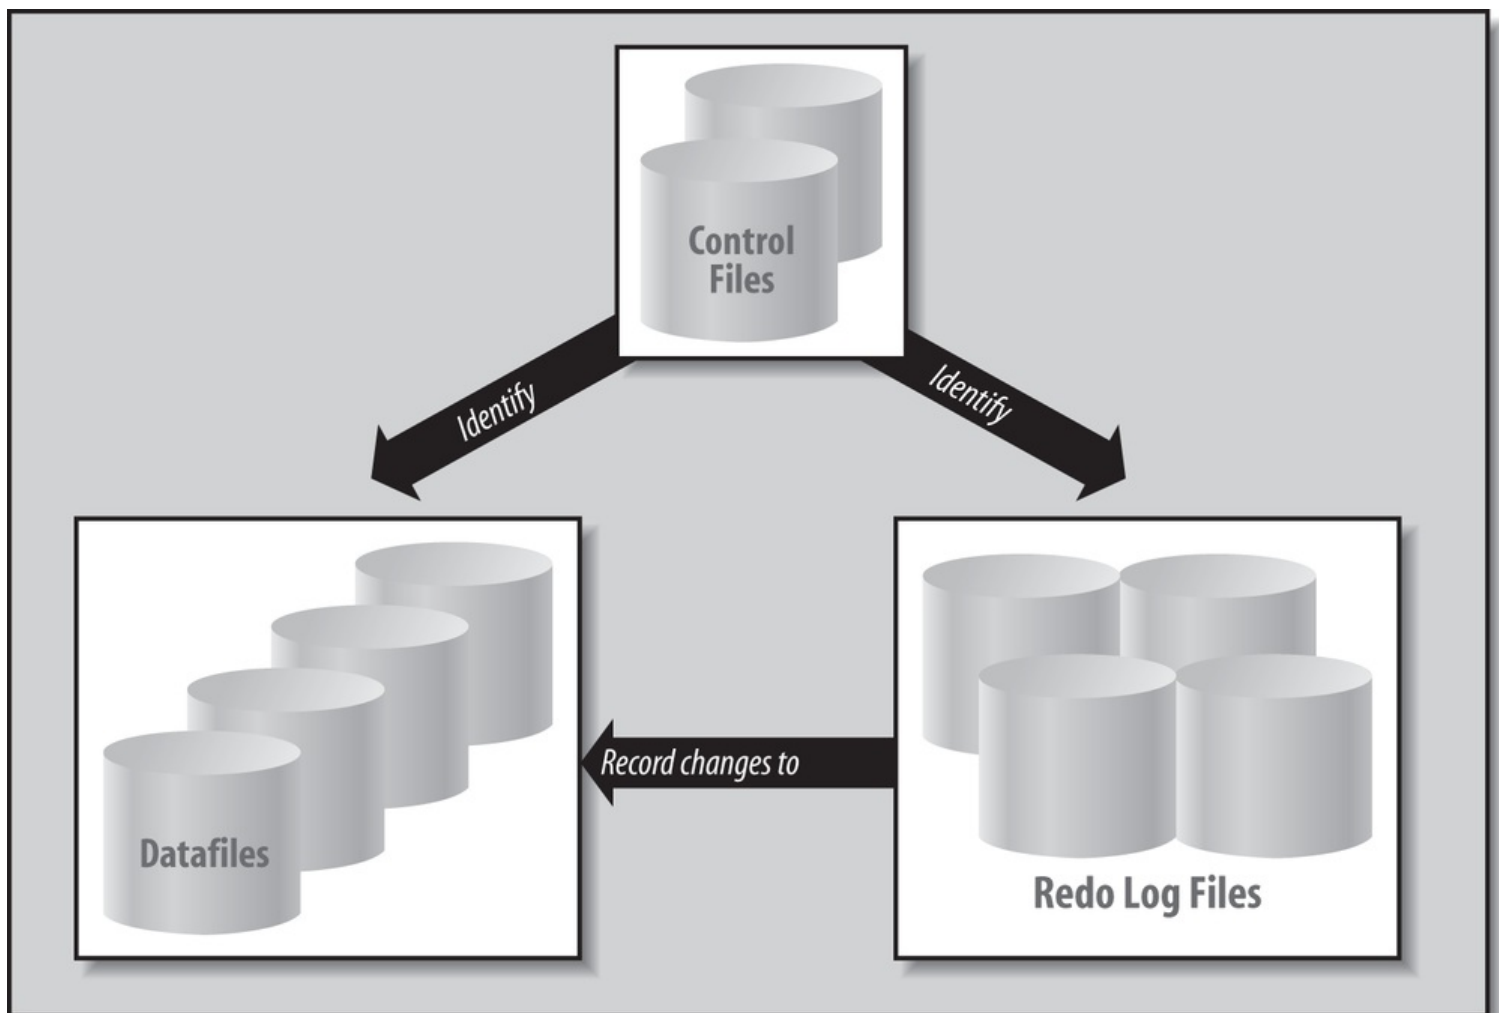 Control
Files
Identify
Identify
Record changes to
Datafiles
Redo Log Files